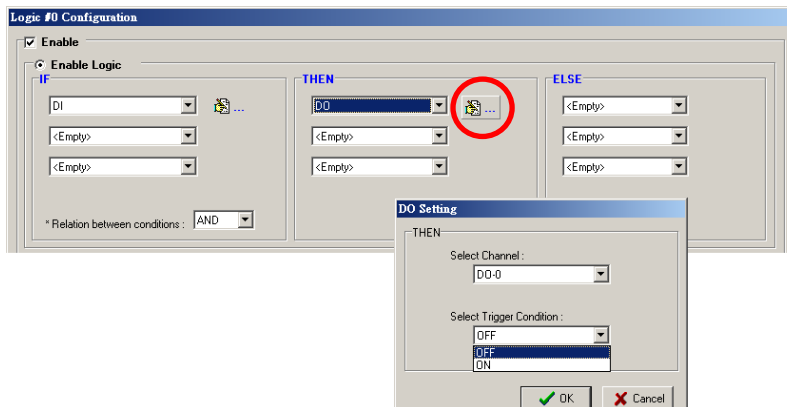 Logic #0 Configuration
Enable
Enable Logic
IF
DI
...
<Empty>
<Empty>
* Relation between conditions : AND
THEN
DO
...
<Empty>
<Empty>
ELSE
<Empty>
<Empty>
<Empty>
DO Setting
THEN
Select Channel :
DO-0
Select Trigger Condition :
OFF
OFF
ON
OK
Cancel